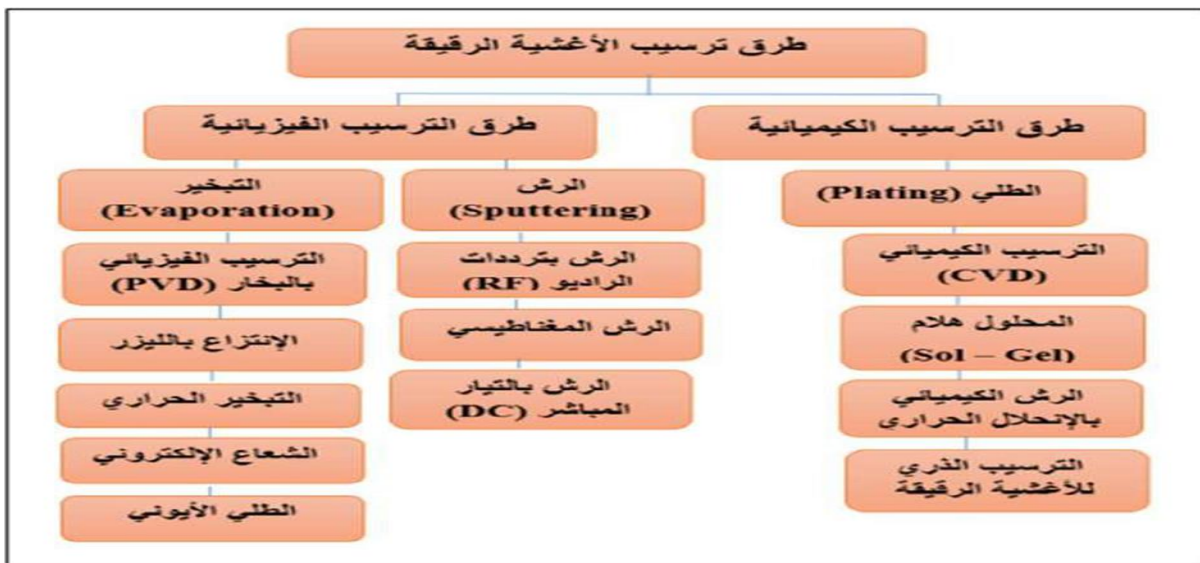 طرق ترسيب الأغشية الرقيقة
طرق الترسيب الكيميائية
الطلي (Plating)
الترسيب الكيميائي
(CVD)
المحلول هلام
(Sol – Gel)
الرش الكيميائي
بالإنحلال الحراري
الترسيب الذري
للأغشية الرقيقة
طرق الترسيب الفيزيائية
الرش
(Sputtering)
الرش بترددات
الراديو (RF)
الرش المغناطيسي
الرش بالتيار
المباشر (DC)
التبخير
(Evaporation)
الترسيب الفيزيائي
بالبخار (PVD)
الإنتزاع بالليزر
التبخير الحراري
الشعاع الإلكتروني
الطلي الأيوني